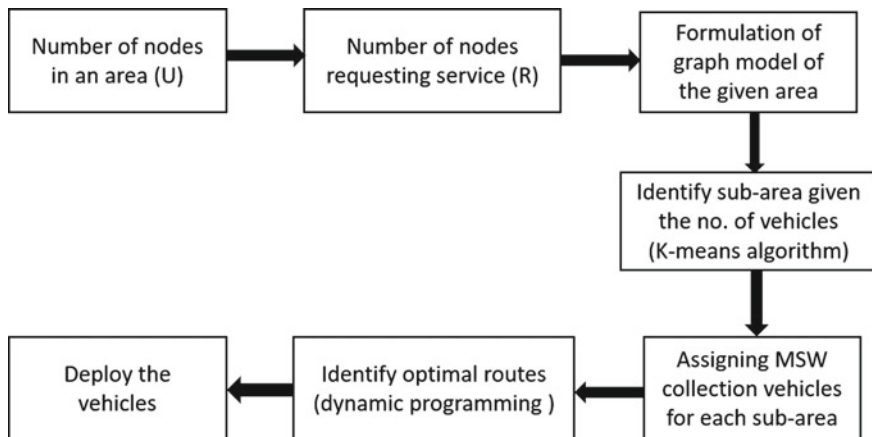 Number of nodes
in an area (U)
Number of nodes
requesting service (R)
Formulation of
graph model of
the given area
Identify sub-area given
the no. of vehicles
(K-means algorithm)
Assigning MSW
collection vehicles
for each sub-area
Identify optimal routes
(dynamic programming )
Deploy the
vehicles